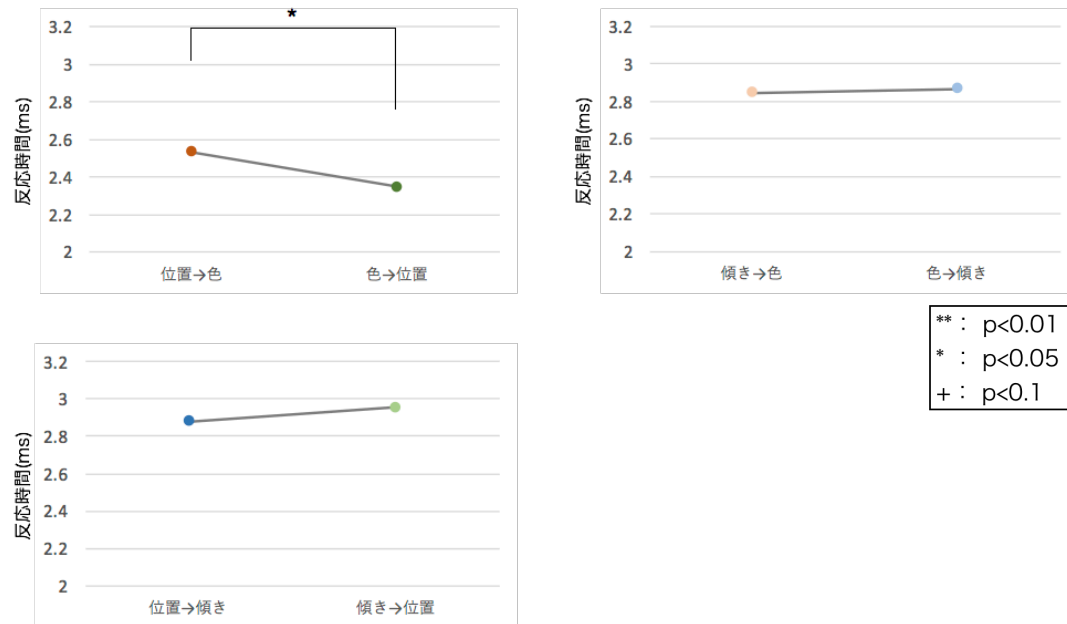 *
3.2
3
2.8
2.6
2.4
2.2
2
反応時間(ms)
位置→色
色→位置
3.2
3
2.8
2.6
2.4
2.2
2
反応時間(ms)
傾き→色
色→傾き
** : p<0.01
* : p<0.05
+ : p<0.1
3.2
3
2.8
2.6
2.4
2.2
2
反応時間(ms)
位置→傾き
傾き→位置